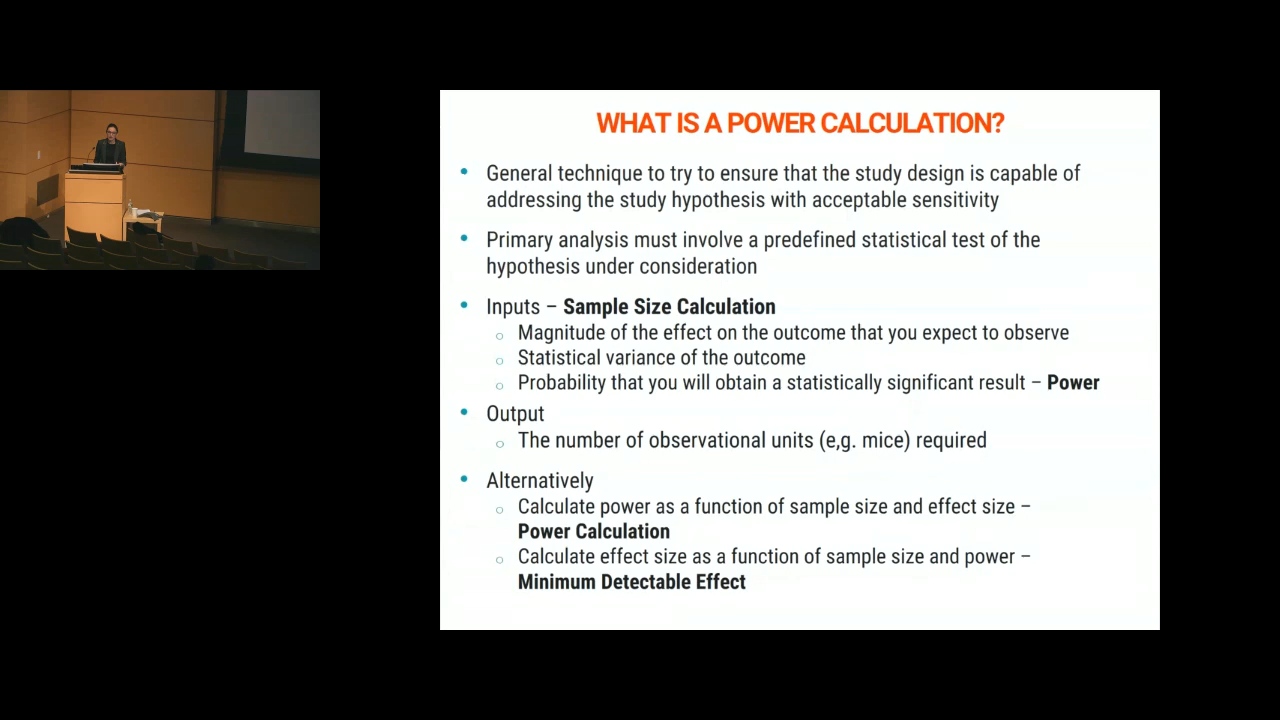 WHAT IS A POWER CALCULATION?
• General technique to try to ensure that the study design is capable of
addressing the study hypothesis with acceptable sensitivity
• Primary analysis must involve a predefined statistical test of the
hypothesis under consideration
• Inputs – Sample Size Calculation
○ Magnitude of the effect on the outcome that you expect to observe
○ Statistical variance of the outcome
○ Probability that you will obtain a statistically significant result – Power
• Output
○ The number of observational units (e,g. mice) required
• Alternatively
○ Calculate power as a function of sample size and effect size –
Power Calculation
○ Calculate effect size as a function of sample size and power –
Minimum Detectable Effect